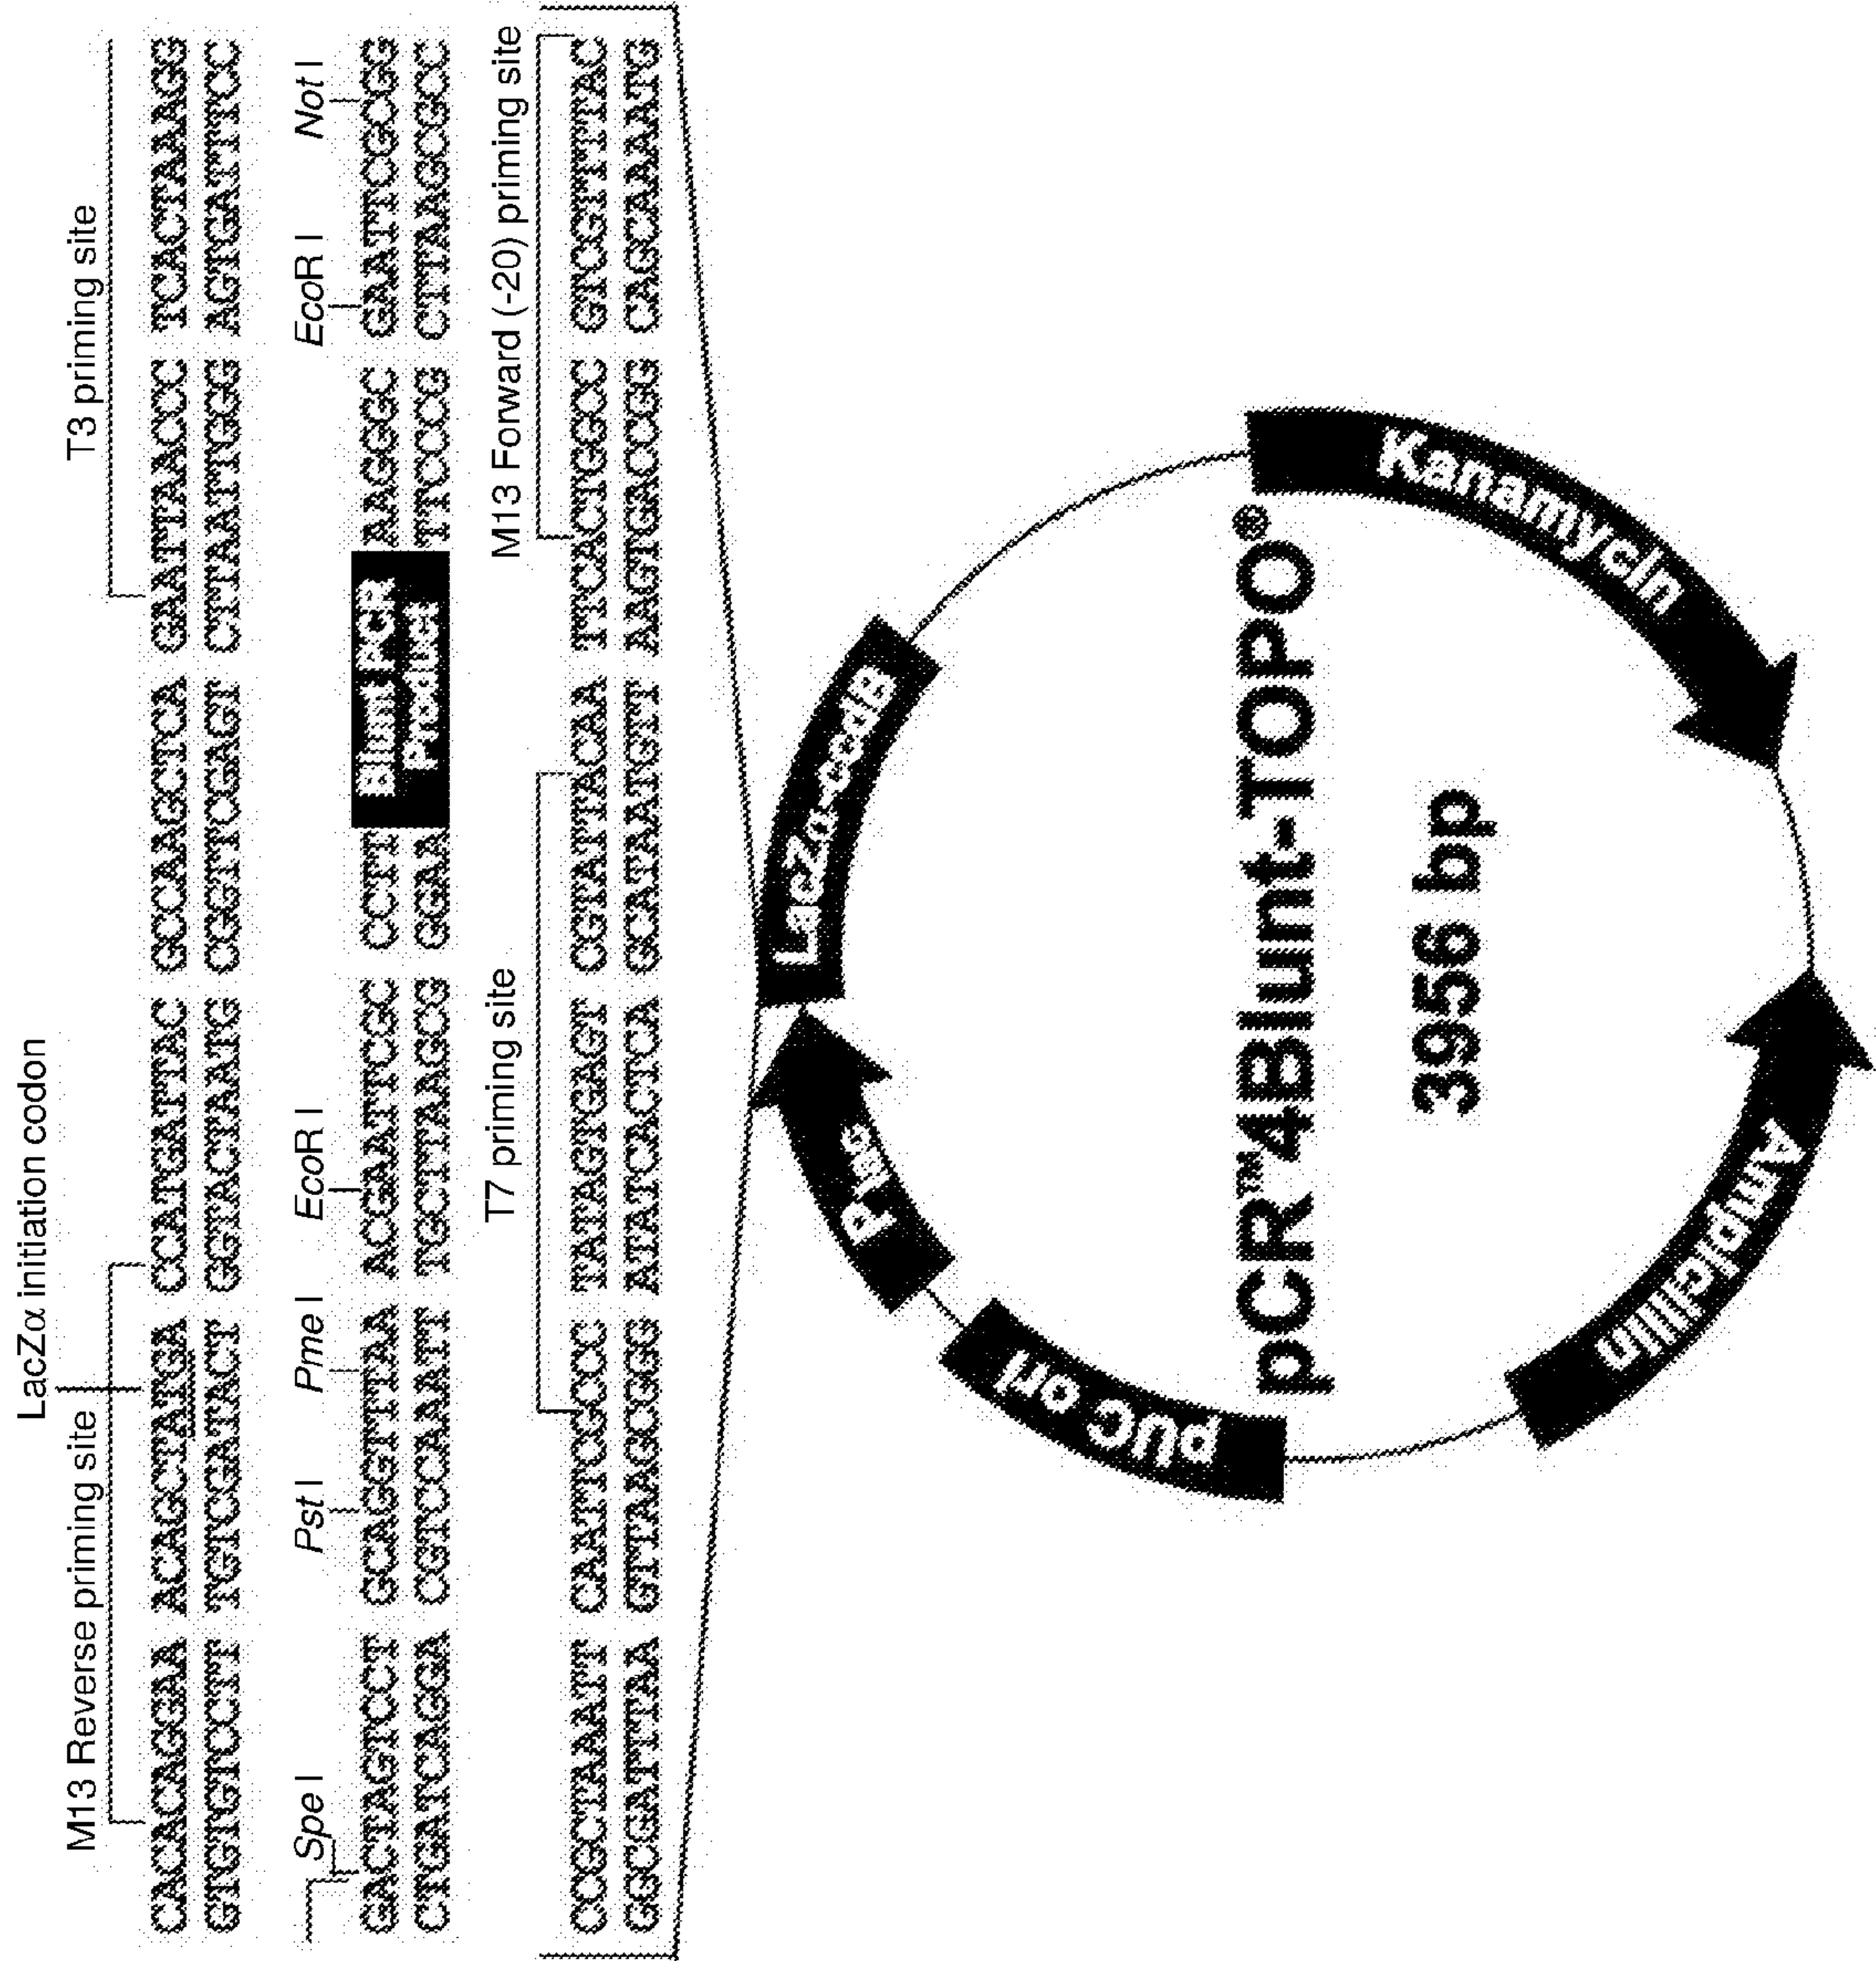 LacZα initiation codon
M13 Reverse priming site
T3 priming site
CACACAGGAA ACAGCTATGA CCATGATTAC GCCAAGCTCA GAATTAACCC TCACTAAAGG
GTGTGTCCTT TGTCGATACT GGTACTAATG CGGTTCGAGT CTTAATTGGG AGTGATTTCC
Spe I Pst I Pme I EcoR I EcoR I Not I
GACTAGTCCT GCAGGTTTAA ACGAATTCGC CCTT Blunt PCR AAGGGC GAATTCGCGG
CTGATCAGGA CGTCCAAATT TGCTTAAGCG GGAA Product TTCCCG CTTAAGCGCC
T7 priming site M13 Forward (-20) priming site
CCGCTAAATT CAATTCGCCC TATAGTGAGT CGTATTACAA TTCACTGGCC GTCGTTTTAC
GGCGATTTAA GTTAAGCGGG ATATCACTCA GCATAATGTT AAGTGACCGG CAGCAAAATG
P lac
LacZα-ccdB
pUC ori
pCR™4Blunt-TOPO®
3956 bp
Kanamycin
Ampicillin